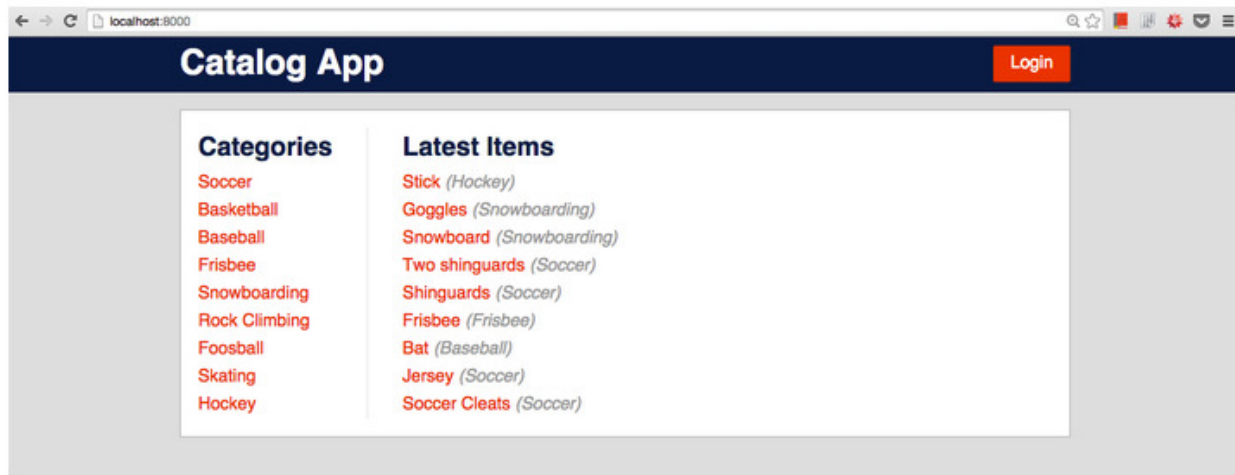 localhost:8000
Catalog App
Login
Categories
Soccer
Basketball
Baseball
Frisbee
Snowboarding
Rock Climbing
Foosball
Skating
Hockey
Latest Items
Stick (Hockey)
Goggles (Snowboarding)
Snowboard (Snowboarding)
Two shinguards (Soccer)
Shinguards (Soccer)
Frisbee (Frisbee)
Bat (Baseball)
Jersey (Soccer)
Soccer Cleats (Soccer)